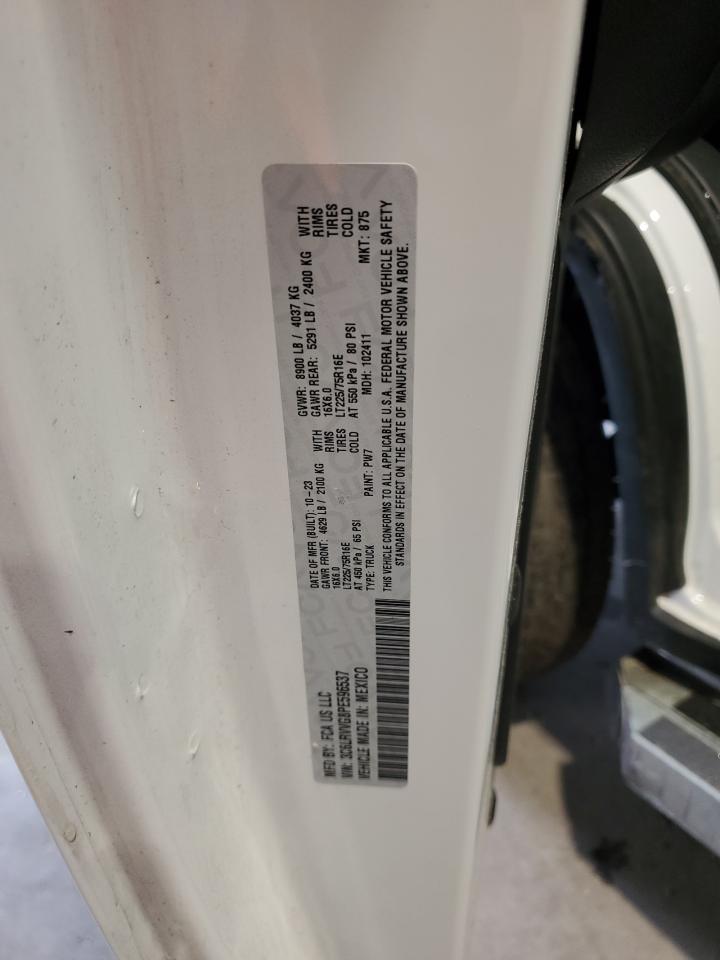 MFD BY: FCA US LLC
VIN: 3C6LRVVG8PE596537
VEHICLE MADE IN: MEXICO
DATE OF MFR (BUILT): 10-23
GAWR FRONT: 4629 LB / 2100 KG WITH
16X6.0 RIMS
LT225/75R16E TIRES
AT 450 kPa / 65 PSI COLD
TYPE: TRUCK PAINT: PW7
GVWR: 8900 LB / 4037 KG
GAWR REAR: 5291 LB / 2400 KG WITH
16X6.0 RIMS
LT225/75R16E TIRES
AT 550 kPa / 80 PSI COLD
MDH: 102411 MKT: 875
THIS VEHICLE CONFORMS TO ALL APPLICABLE U.S.A. FEDERAL MOTOR VEHICLE SAFETY
STANDARDS IN EFFECT ON THE DATE OF MANUFACTURE SHOWN ABOVE.